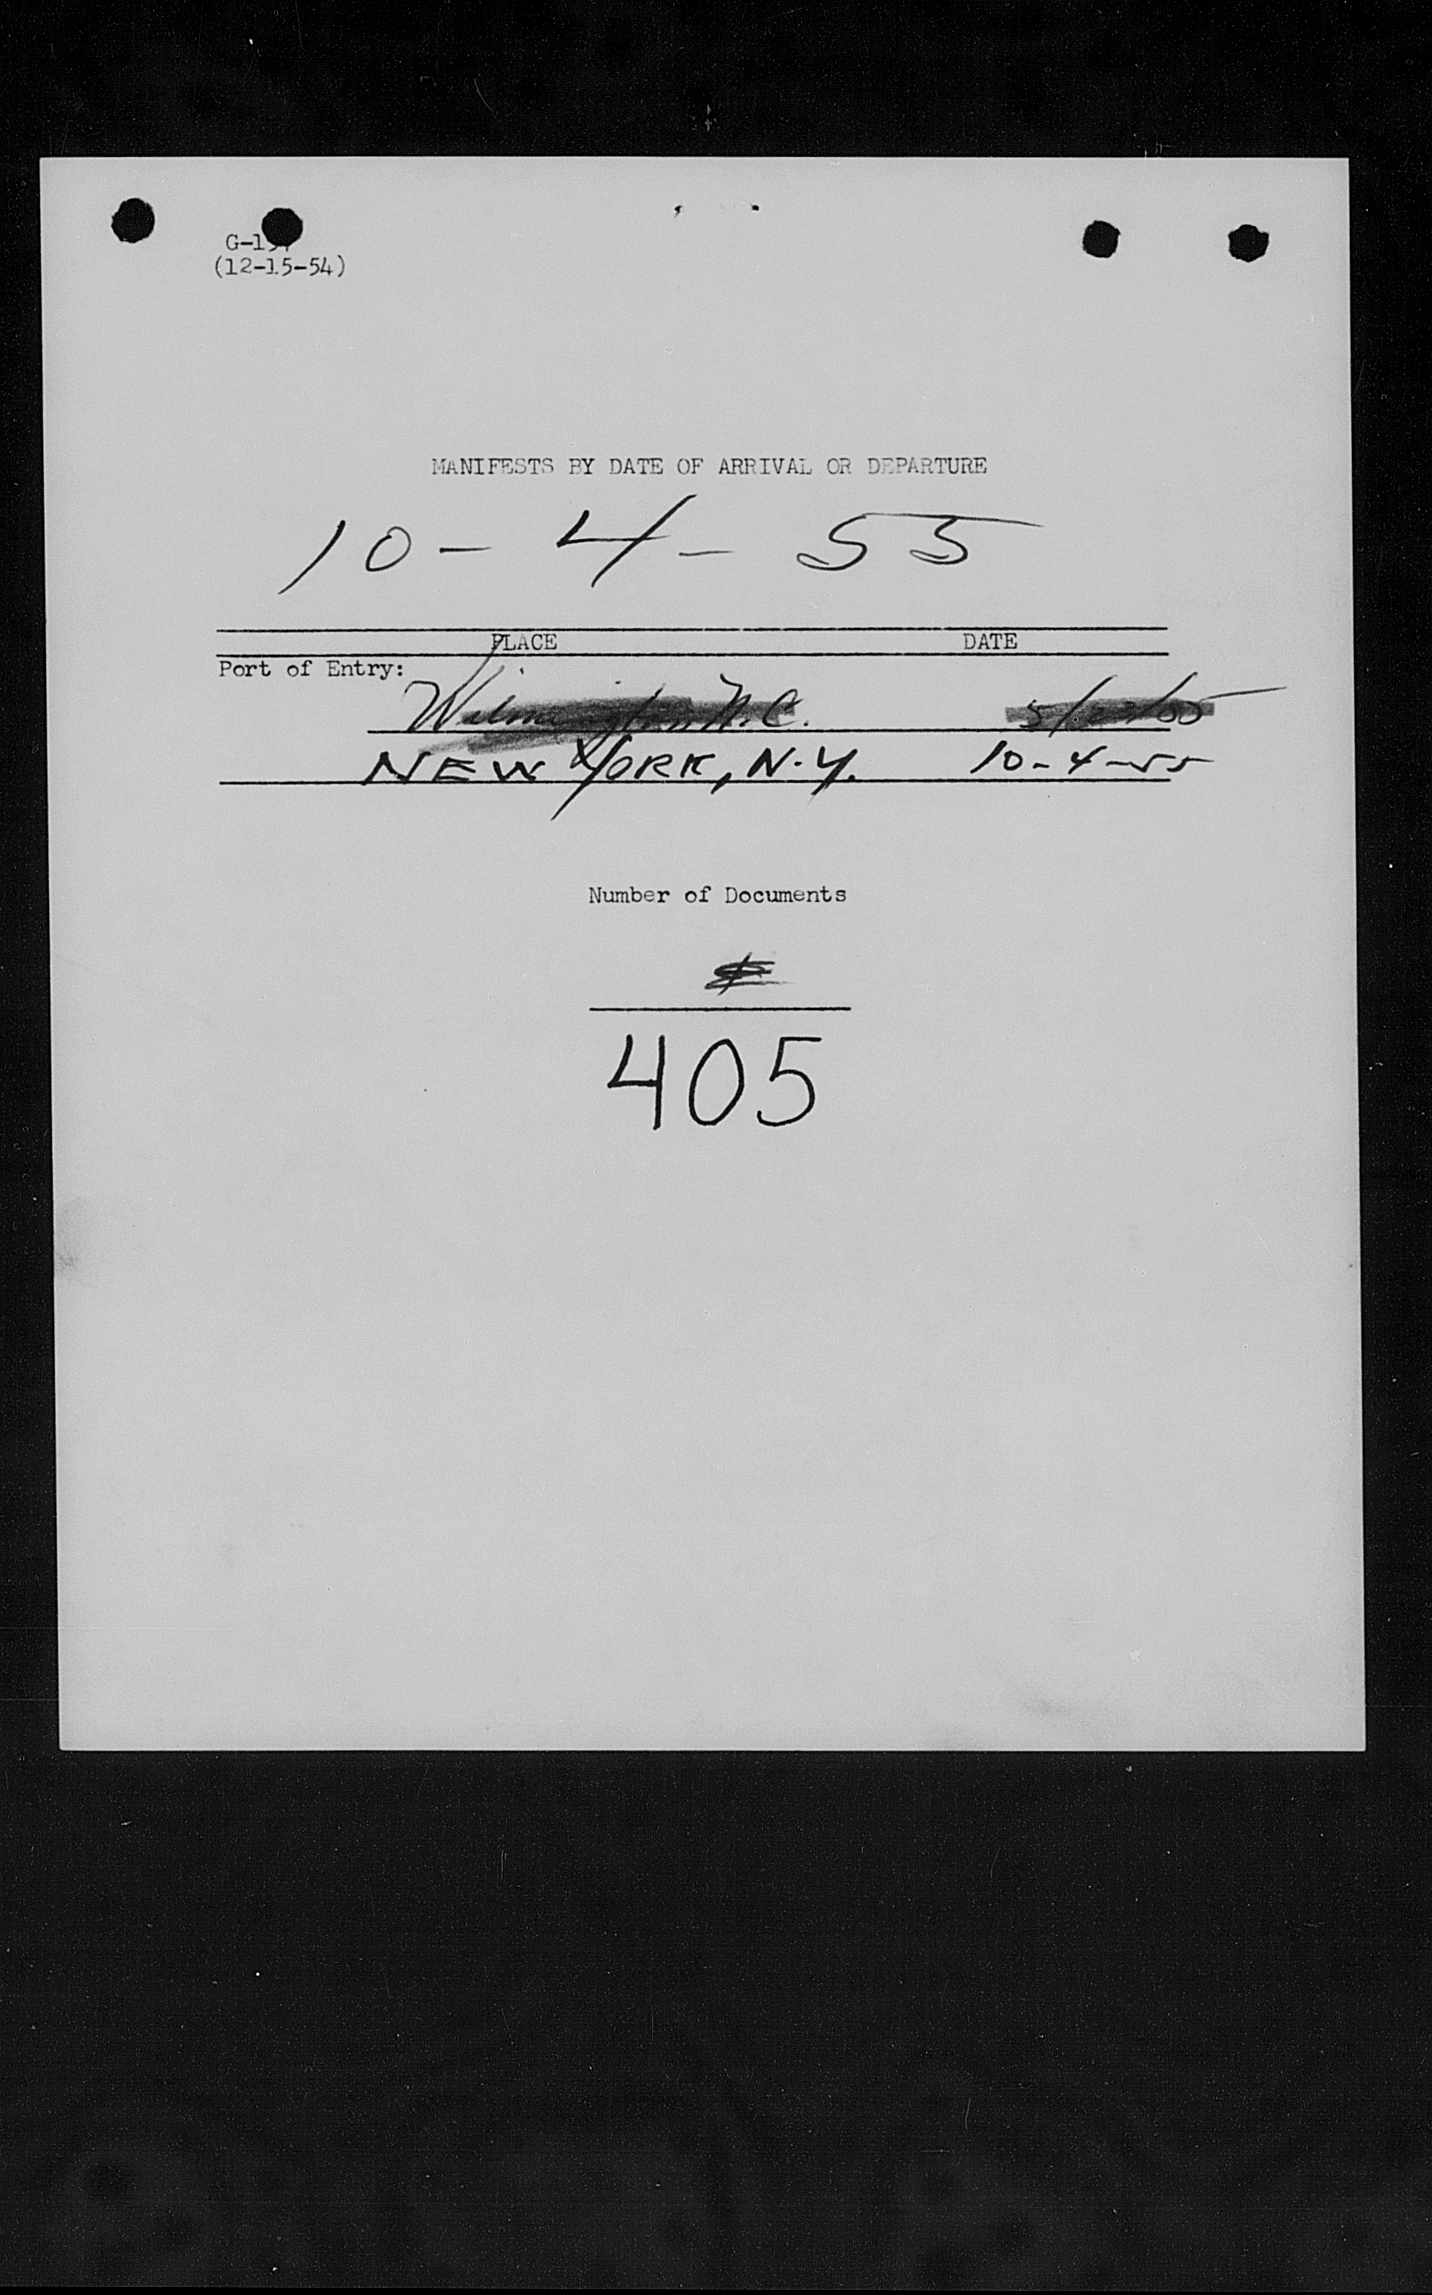 (12-15-54)
MANIFESTS BY DATE OF ARRIVAL OR DEPARTURE
10-4-55
PLACE DATE
Port of Entry:
Wilmington N.C.
NEW YORK, N.Y. 10-4-55
Number of Documents
405